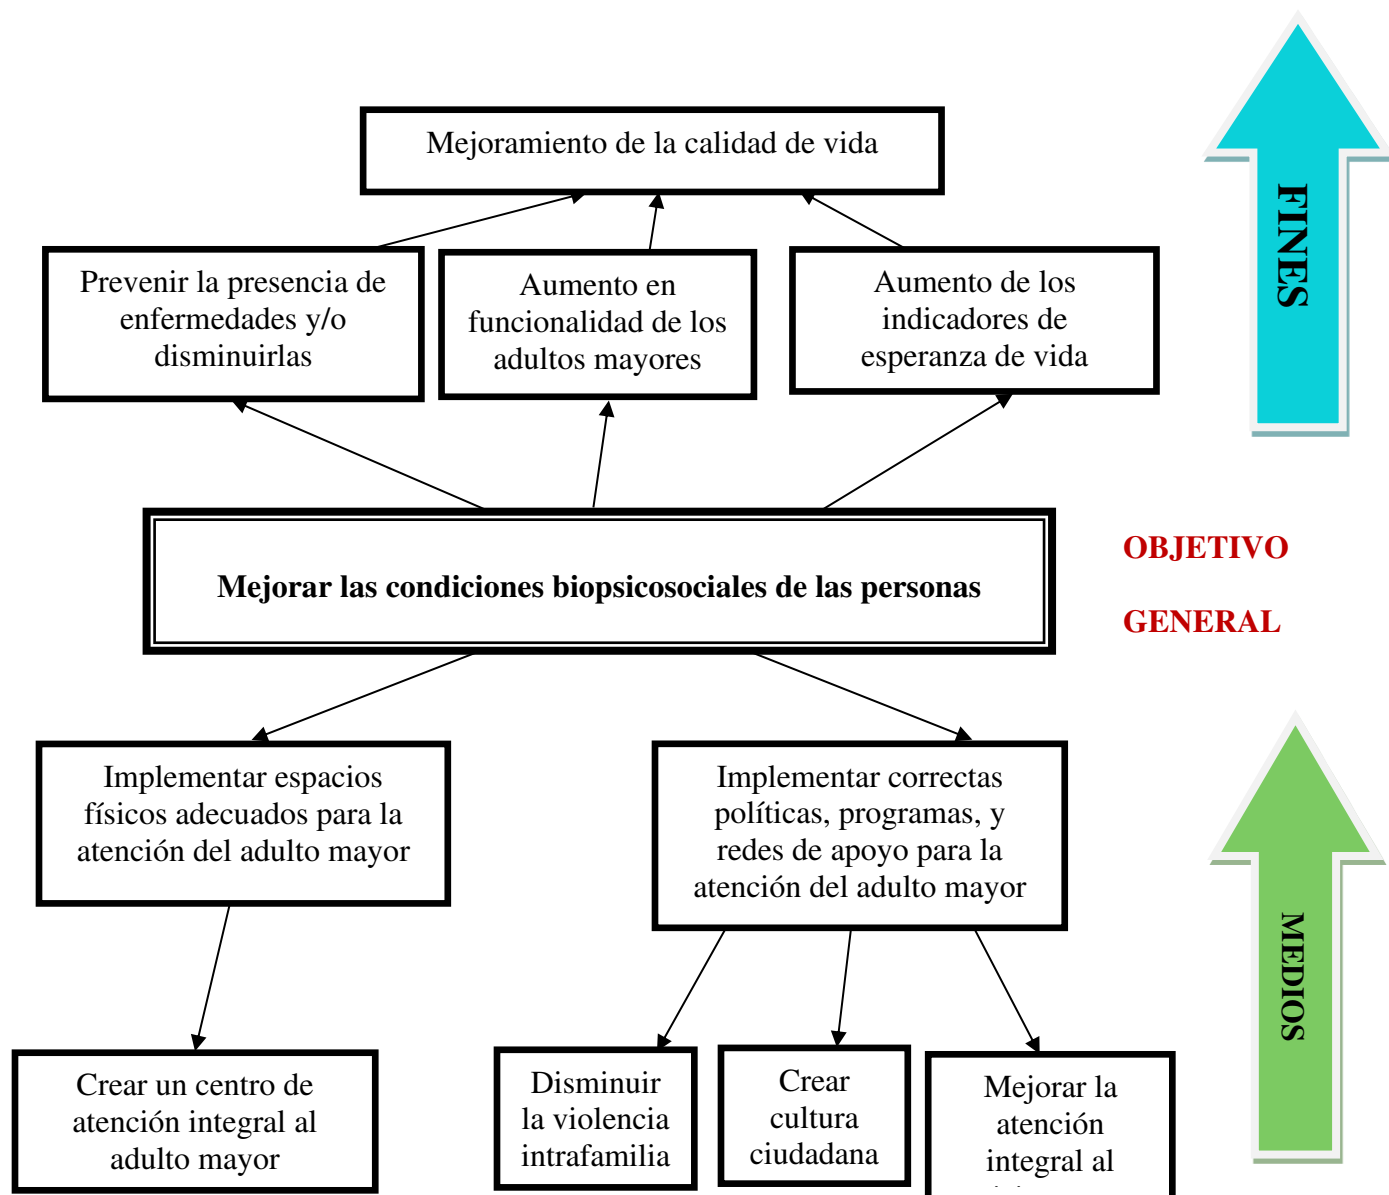 Mejoramiento de la calidad de vida
FINES
Prevenir la presencia de
enfermedades y/o
disminuirlas
Aumento en
funcionalidad de los
adultos mayores
Aumento de los
indicadores de
esperanza de vida
Mejorar las condiciones biopsicosociales de las personas
OBJETIVO
GENERAL
Implementar espacios
físicos adecuados para la
atención del adulto mayor
Implementar correctas
políticas, programas, y
redes de apoyo para la
atención del adulto mayor
MEDIOS
Crear un centro de
atención integral al
adulto mayor
Disminuir
la violencia
intrafamilia
Crear
cultura
ciudadana
Mejorar la
atención
integral al